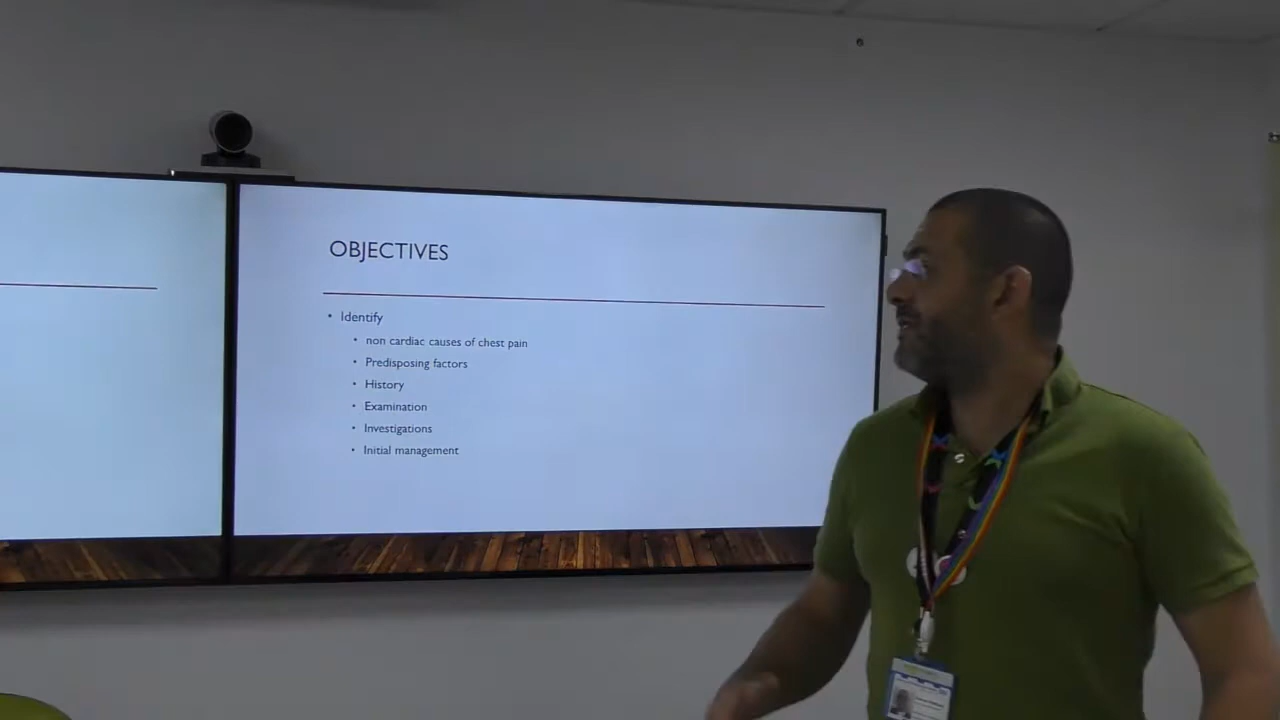 OBJECTIVES
• Identify
• non cardiac causes of chest pain
• Predisposing factors
• History
• Examination
• Investigations
• Initial management